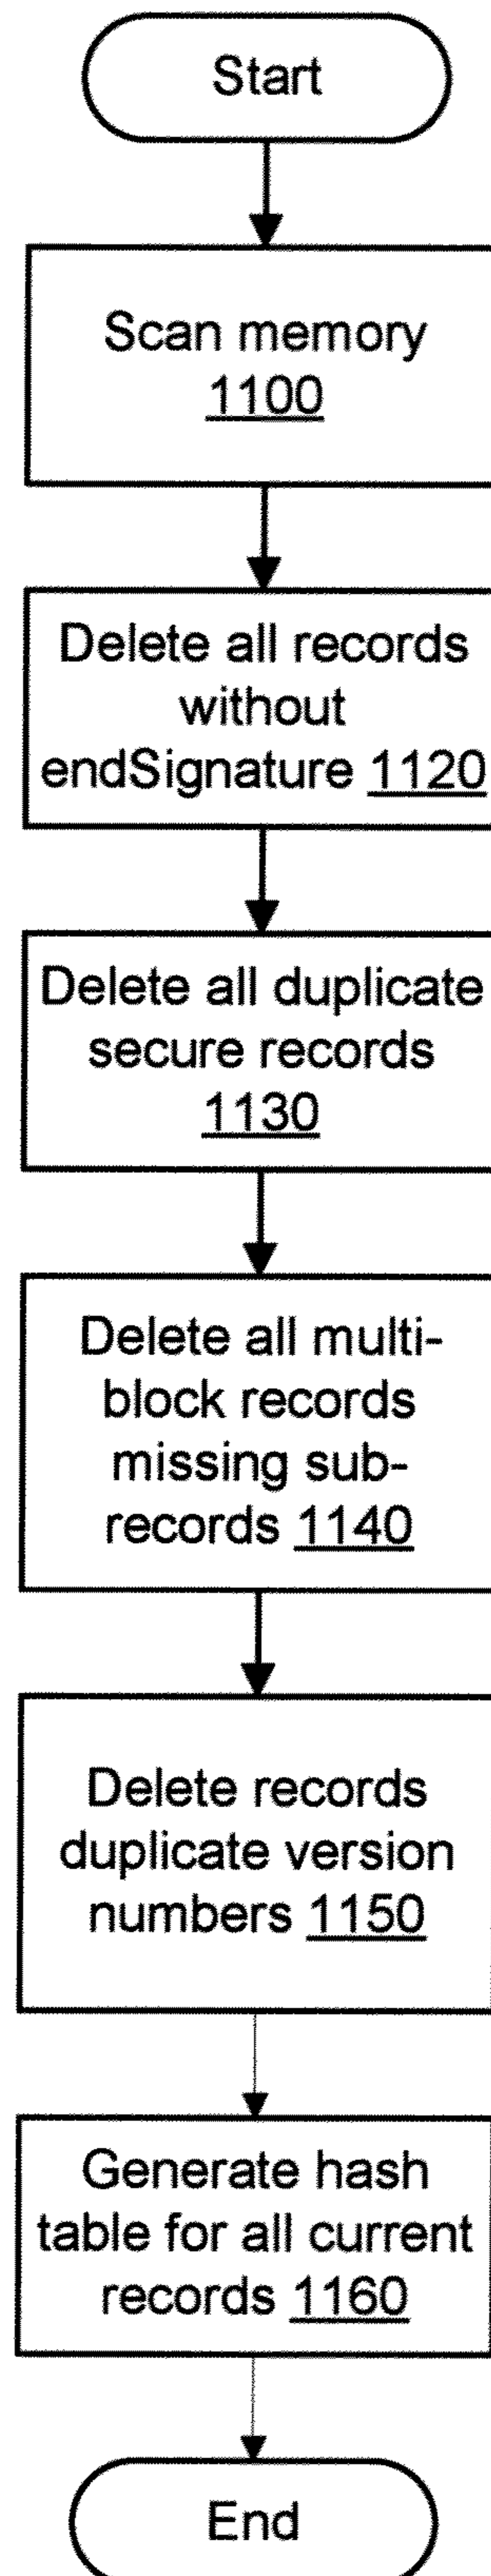 Start
Scan memory
1100
Delete all records
without
endSignature 1120
Delete all duplicate
secure records
1130
Delete all multi-
block records
missing sub-
records 1140
Delete records
duplicate version
numbers 1150
Generate hash
table for all current
records 1160
End